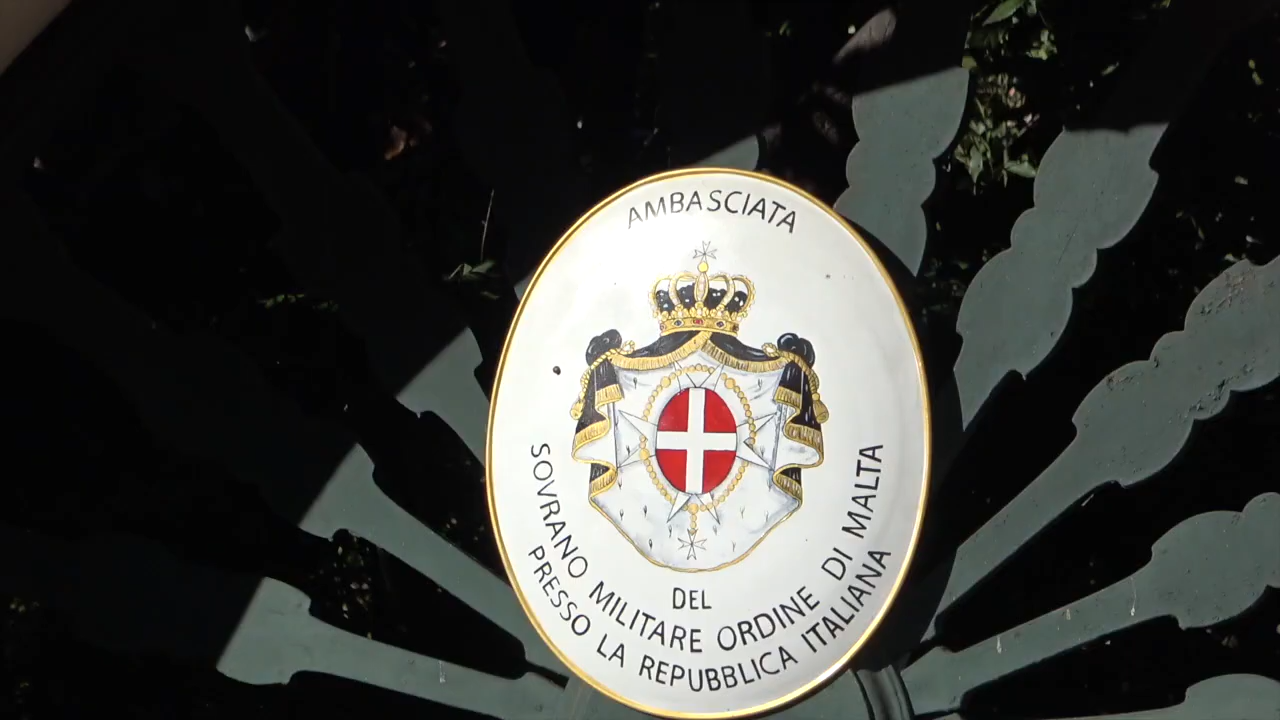 AMBASCIATA
DEL
SOVRANO MILITARE ORDINE DI MALTA
PRESSO LA REPUBBLICA ITALIANA